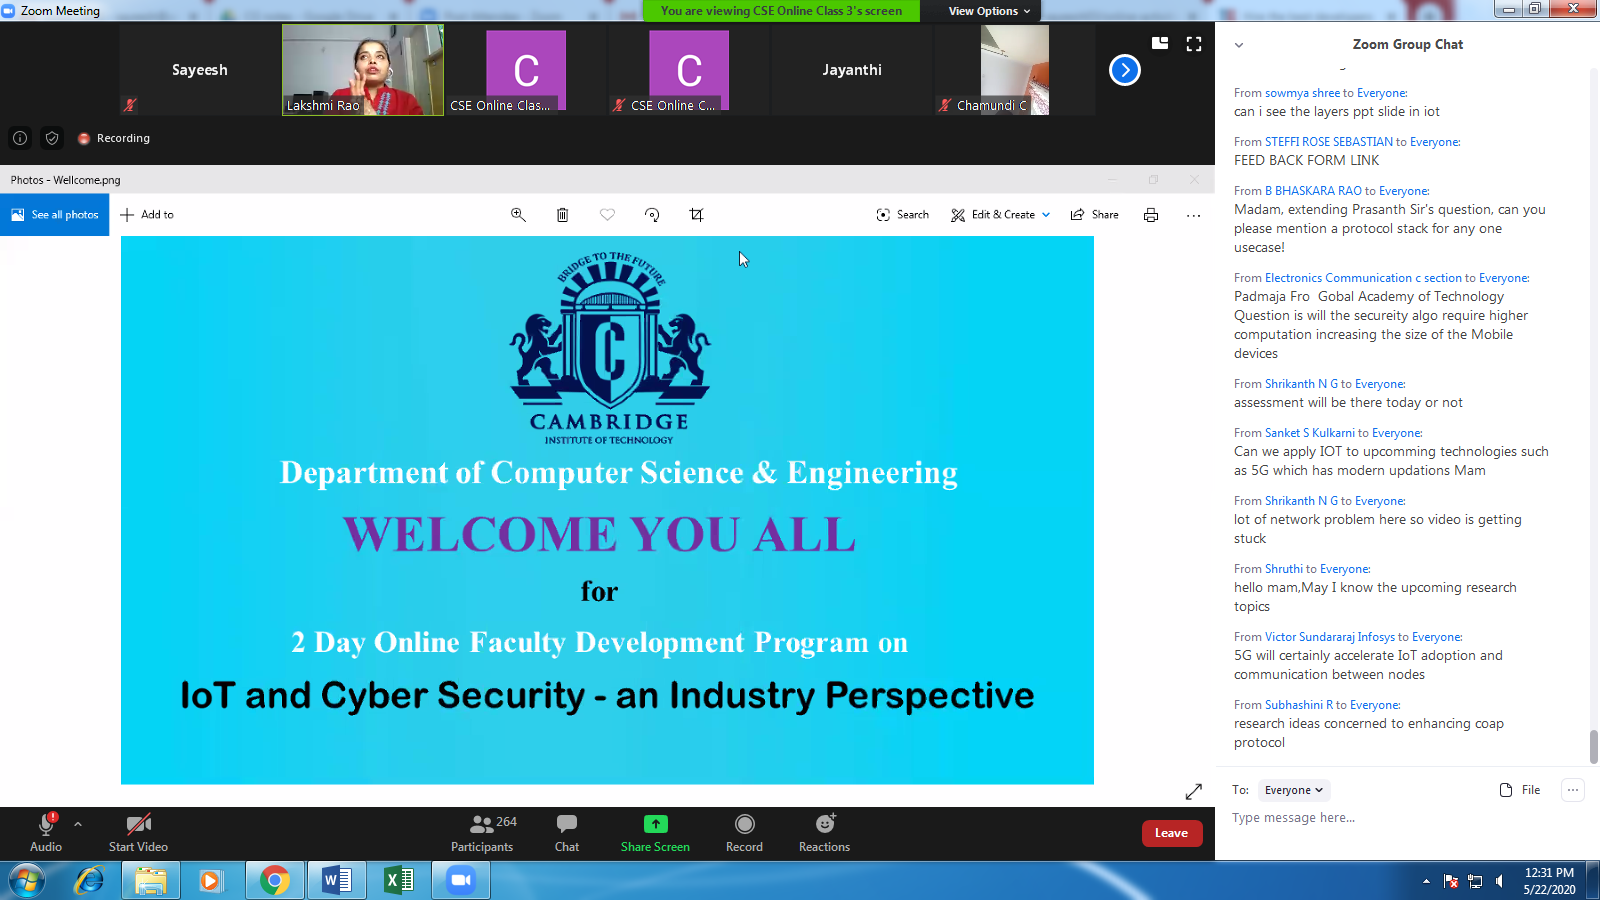 Zoom Meeting
You are viewing CSE Online Class 3's screen
View Options
Sayeesh
Lakshmi Rao
C
CSE Online Clas...
C
CSE Online C...
Jayanthi
Chamundi C
Recording
Photos - Wellcome.png
See all photos
Add to
Search
Edit & Create
Share
BRIDGE TO THE FUTURE
C
CAMBRIDGE
INSTITUTE OF TECHNOLOGY
Department of Computer Science & Engineering
WELCOME YOU ALL
for
2 Day Online Faculty Development Program on
IoT and Cyber Security - an Industry Perspective
Zoom Group Chat
From sowmya shree to Everyone:
can i see the layers ppt slide in iot
From STEFFI ROSE SEBASTIAN to Everyone:
FEED BACK FORM LINK
From B BHASKARA RAO to Everyone:
Madam, extending Prasanth Sir's question, can you
please mention a protocol stack for any one
usecase!
From Electronics Communication c section to Everyone:
Padmaja Fro  Gobal Academy of Technology
Question is will the secureity algo require higher
computation increasing the size of the Mobile
devices
From Shrikanth N G to Everyone:
assessment will be there today or not
From Sanket S Kulkarni to Everyone:
Can we apply IOT to upcomming technologies such
as 5G which has modern updations Mam
From Shrikanth N G to Everyone:
lot of network problem here so video is getting
stuck
From Shruthi to Everyone:
hello mam,May I know the upcoming research
topics
From Victor Sundararaj Infosys to Everyone:
5G will certainly accelerate IoT adoption and
communication between nodes
From Subhashini R to Everyone:
research ideas concerned to enhancing coap
protocol
To: Everyone
File
Type message here...
Audio
Start Video
264
Participants
Chat
Share Screen
Record
Reactions
Leave
12:31 PM
5/22/2020